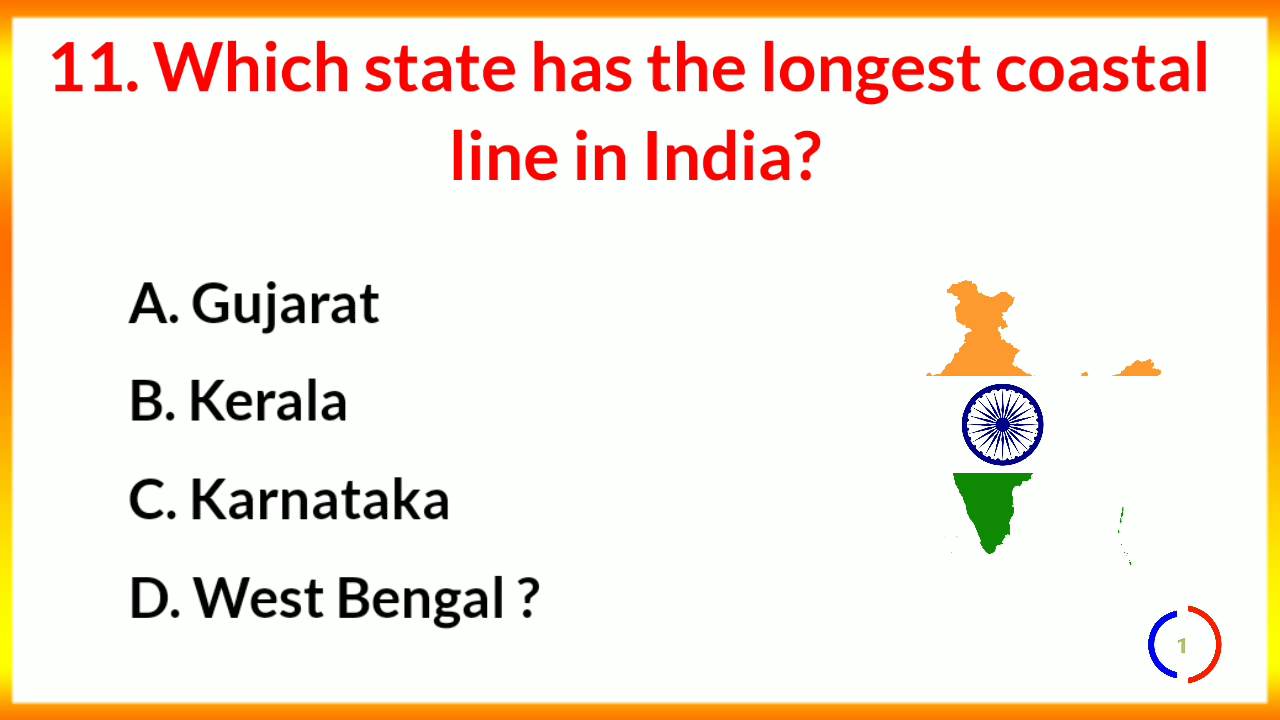 11. Which state has the longest coastal
line in India?
A. Gujarat
B. Kerala
C. Karnataka
D. West Bengal ?
1